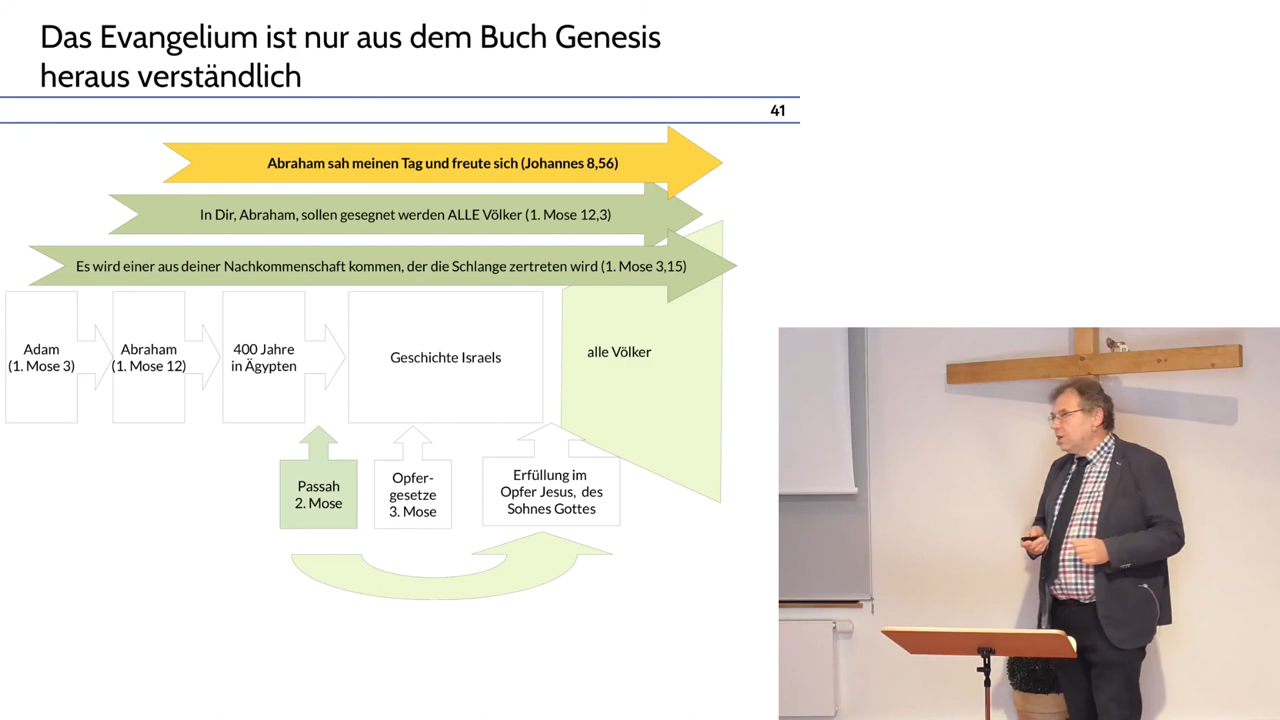 Das Evangelium ist nur aus dem Buch Genesis
heraus verständlich
41
Abraham sah meinen Tag und freute sich (Johannes 8,56)
In Dir, Abraham, sollen gesegnet werden ALLE Völker (1. Mose 12,3)
Es wird einer aus deiner Nachkommenschaft kommen, der die Schlange zertreten wird (1. Mose 3,15)
Adam
(1. Mose 3)
Abraham
(1. Mose 12)
400 Jahre
in Ägypten
Geschichte Israels
alle Völker
Passah
2. Mose
Opfer-
gesetze
3. Mose
Erfüllung im
Opfer Jesus, des
Sohnes Gottes